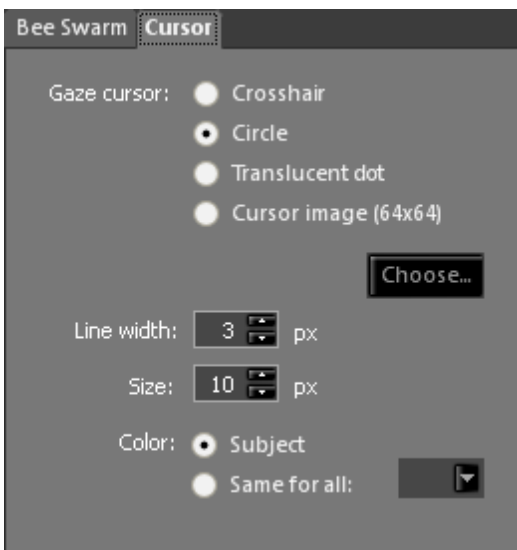 Bee Swarm Cursor
Gaze cursor: Crosshair
Circle
Translucent dot
Cursor image (64x64)
Choose...
Line width: 3 px
Size: 10 px
Color: Subject
Same for all: